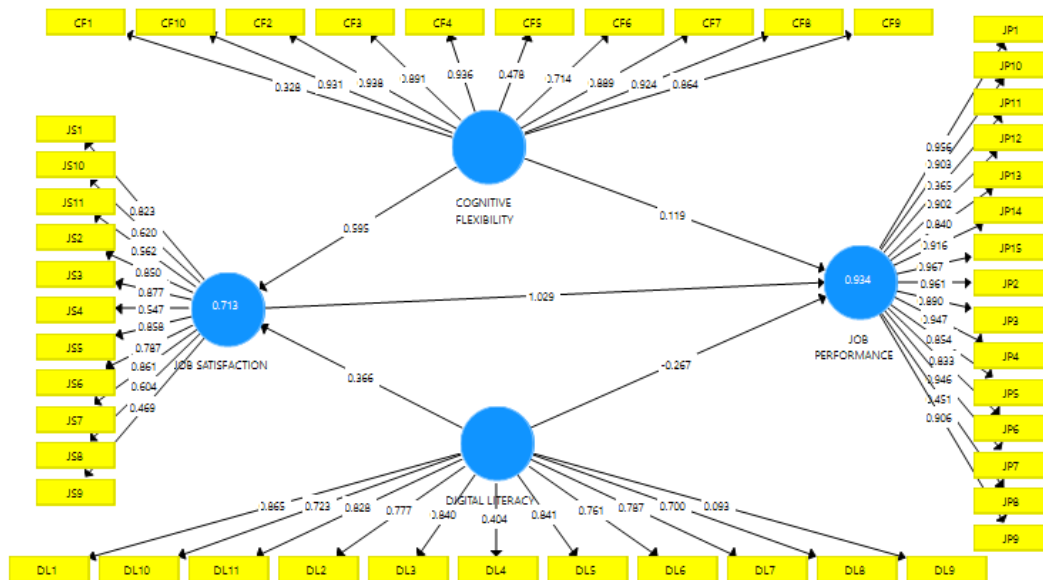 CF1
CF10
CF2
CF3
CF4
CF5
CF6
CF7
CF8
CF9
0.328
0.931
0.938
0.891
0.936
0.478
0.714
0.889
0.924
0.864
COGNITIVE
FLEXIBILITY
JS1
JS10
JS11
JS2
JS3
JS4
JS5
JS6
JS7
JS8
JS9
0.823
0.620
0.562
0.850
0.877
0.547
0.858
0.787
0.861
0.604
0.469
0.713
JOB SATISFACTION
0.595
0.119
1.029
0.366
-0.267
0.934
JOB
PERFORMANCE
0.956
0.903
0.365
0.902
0.840
0.916
0.967
0.961
0.890
0.947
0.854
0.833
0.946
0.451
0.906
JP1
JP10
JP11
JP12
JP13
JP14
JP15
JP2
JP3
JP4
JP5
JP6
JP7
JP8
JP9
DIGITAL LITERACY
0.865
0.723
0.828
0.777
0.840
0.404
0.841
0.761
0.787
0.700
0.093
DL1
DL10
DL11
DL2
DL3
DL4
DL5
DL6
DL7
DL8
DL9